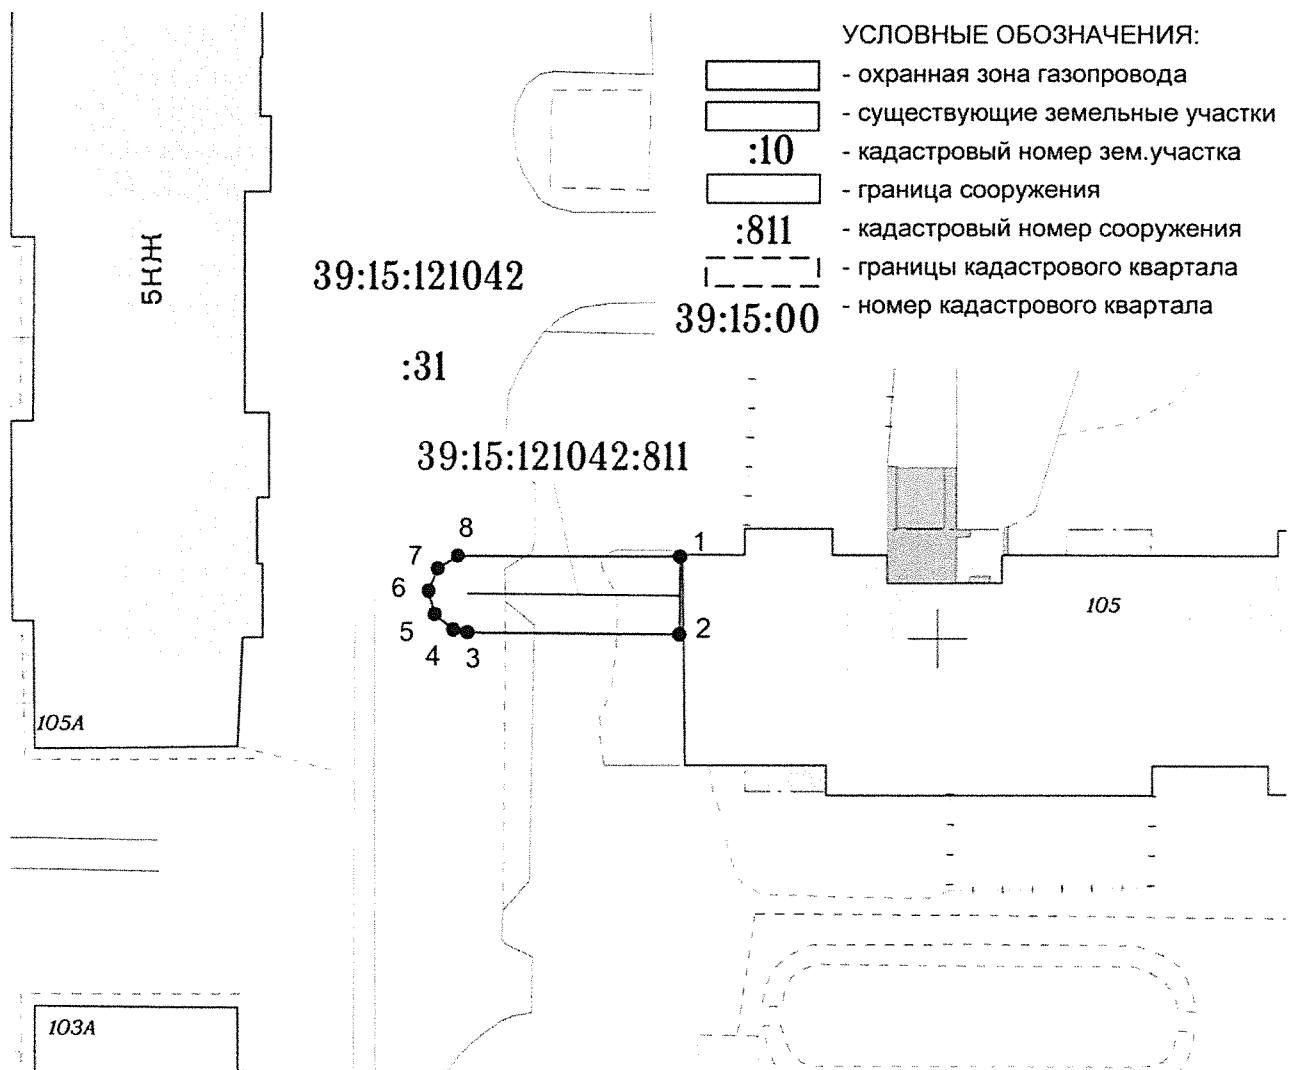 УСЛОВНЫЕ ОБОЗНАЧЕНИЯ:
- охранная зона газопровода
- существующие земельные участки
:10 - кадастровый номер зем.участка
- граница сооружения
:811 - кадастровый номер сооружения
- границы кадастрового квартала
39:15:00 - номер кадастрового квартала
5НЖ
39:15:121042
:31
39:15:121042:811
8
1
7
6
5
4
3
2
105
105А
103А